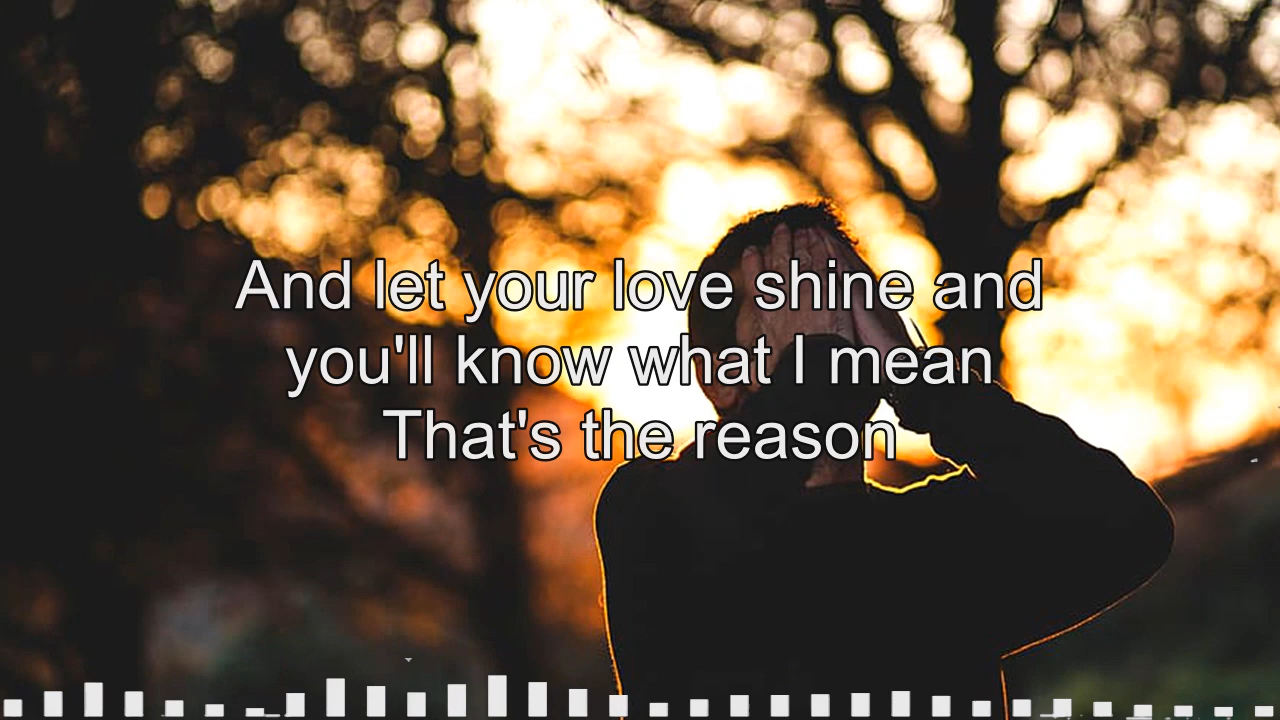 And let your love shine and
you'll know what I mean
That's the reason